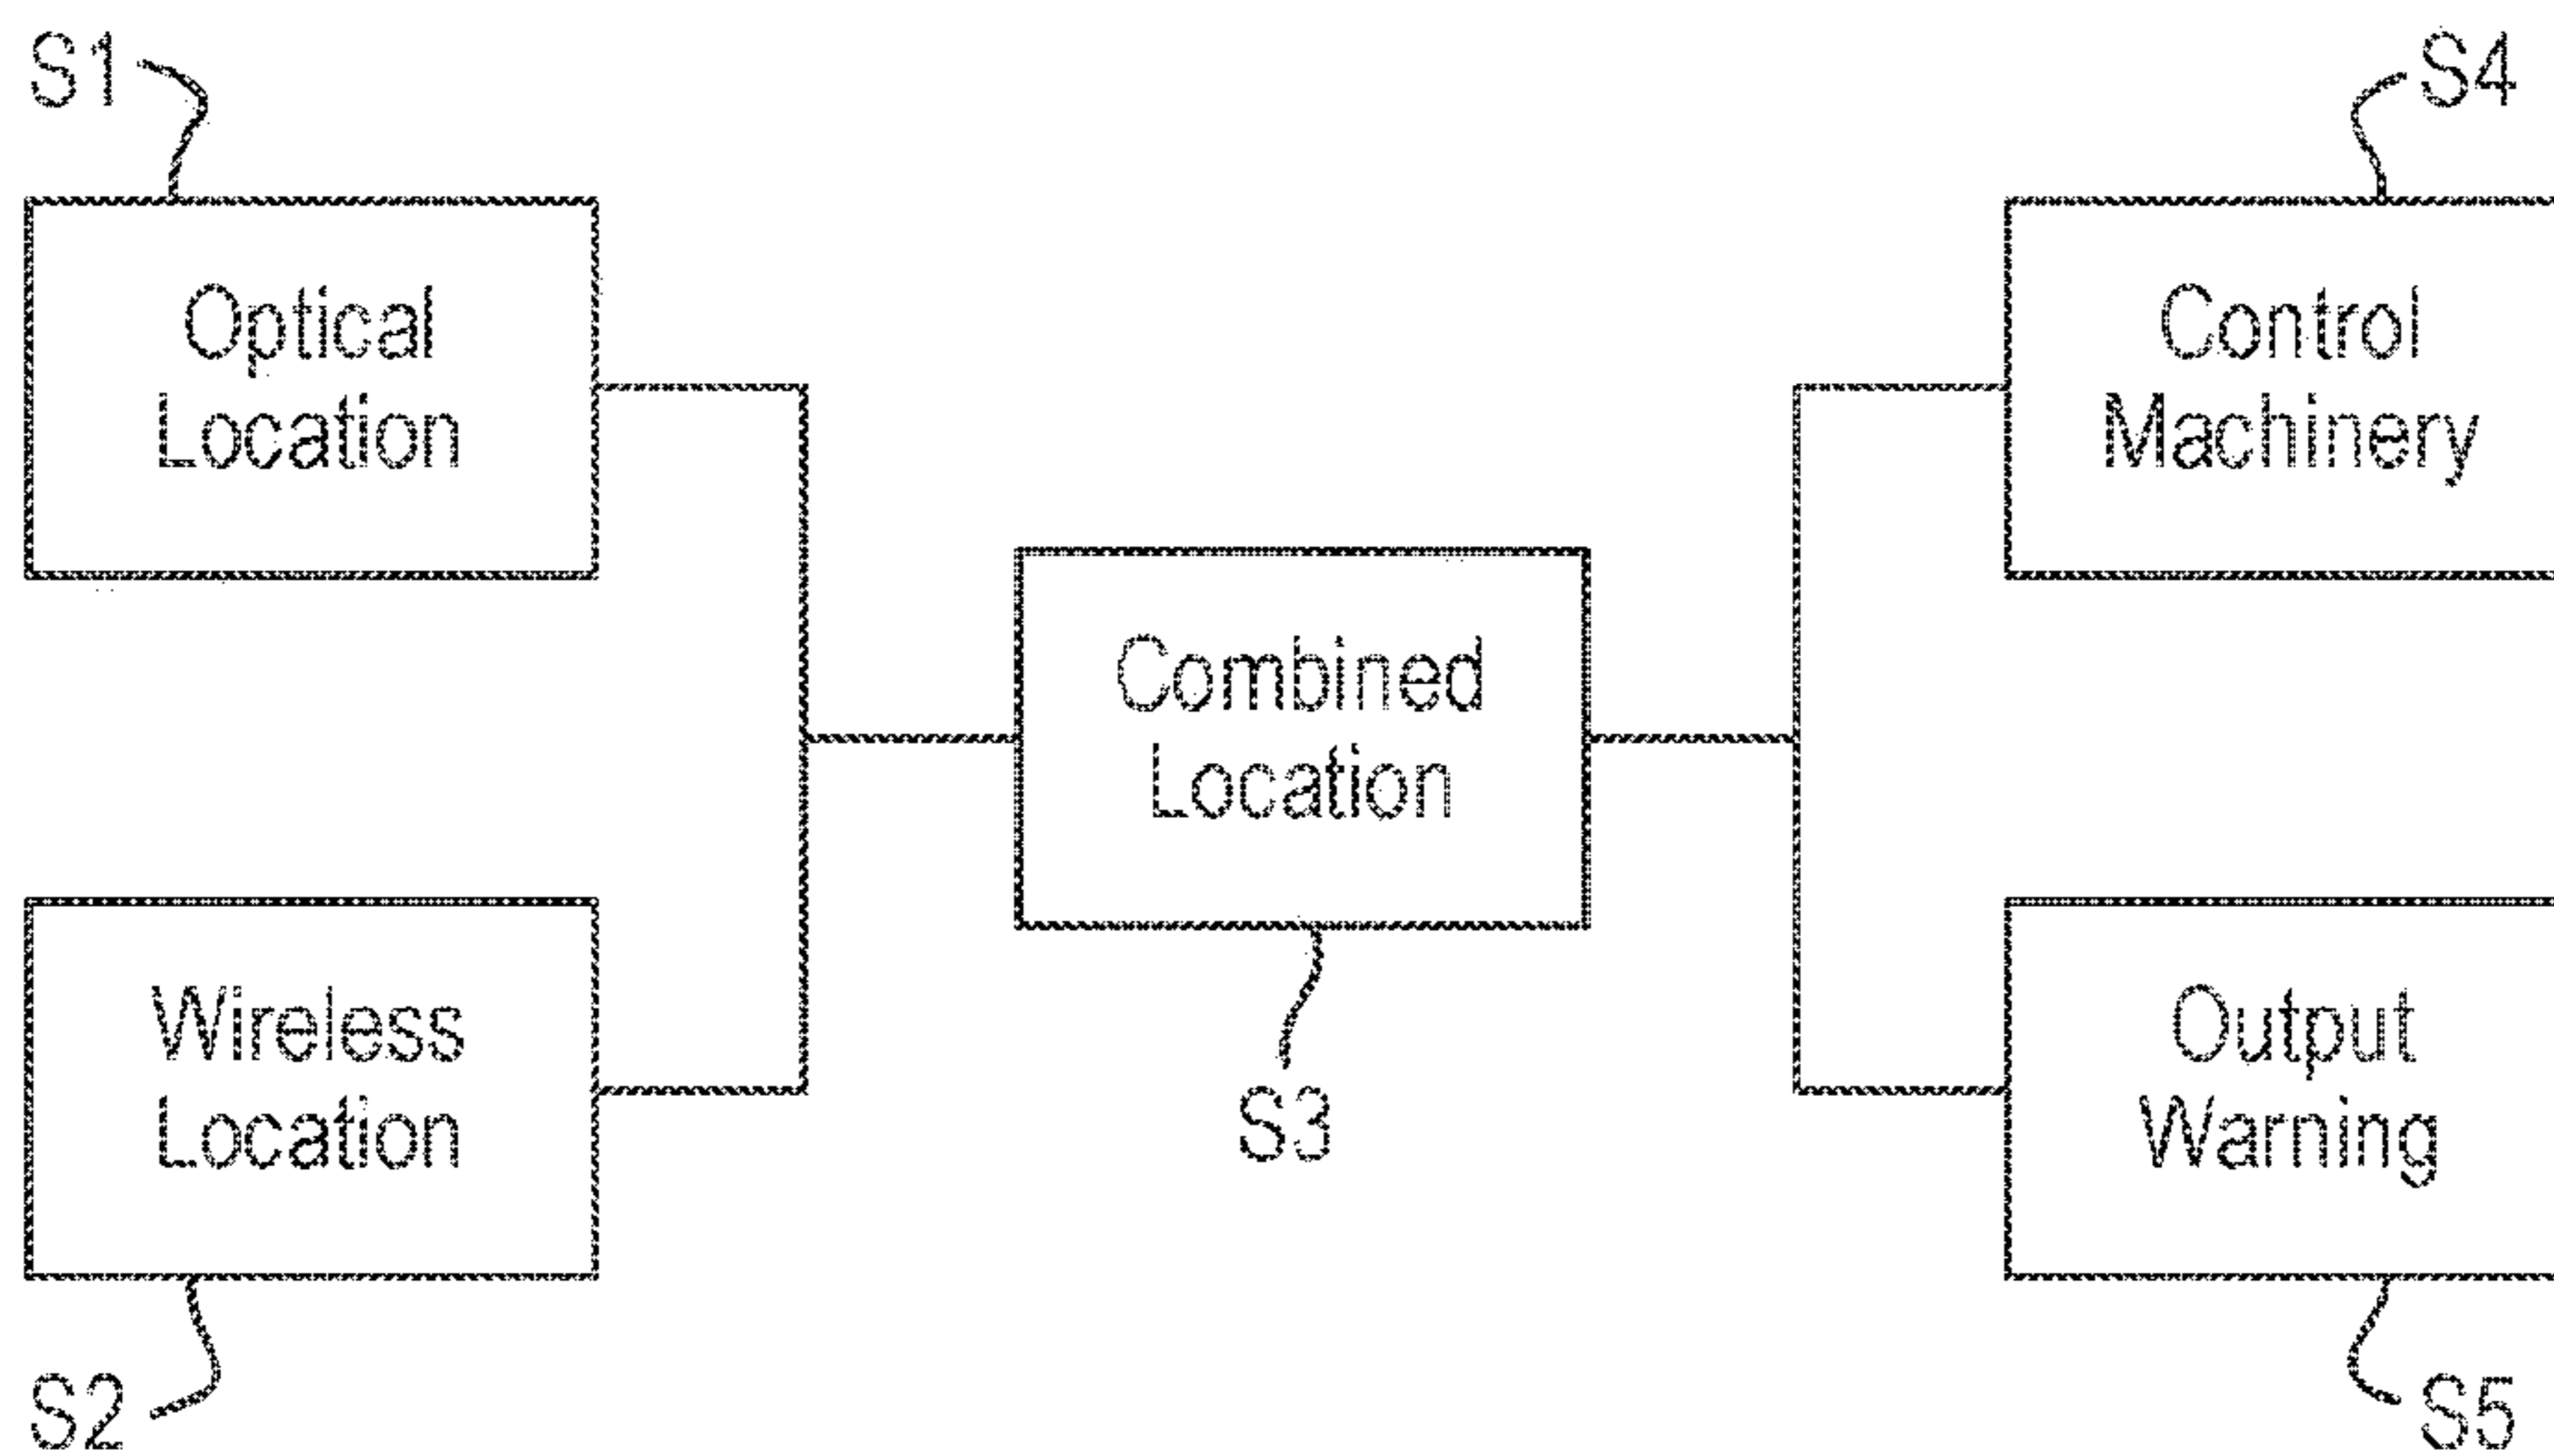 S1
S4
Optical
Location
Control
Machinery
Combined
Location
Wireless
Location
Output
Warning
S3
S2
S5